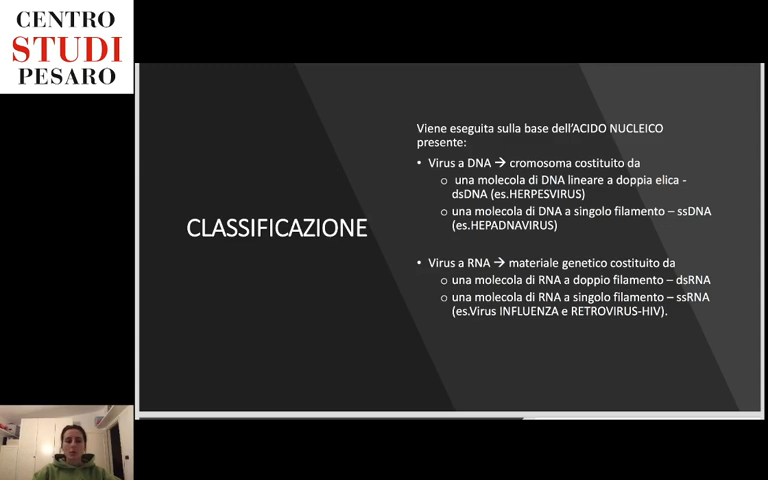 CENTRO
STUDI
PESARO
CLASSIFICAZIONE
Viene eseguita sulla base dell'ACIDO NUCLEICO
presente:
• Virus a DNA → cromosoma costituito da
o una molecola di DNA lineare a doppia elica -
dsDNA (es.HERPESVIRUS)
o una molecola di DNA a singolo filamento – ssDNA
(es.HEPADNAVIRUS)
• Virus a RNA → materiale genetico costituito da
o una molecola di RNA a doppio filamento – dsRNA
o una molecola di RNA a singolo filamento – ssRNA
(es.Virus INFLUENZA e RETROVIRUS-HIV).